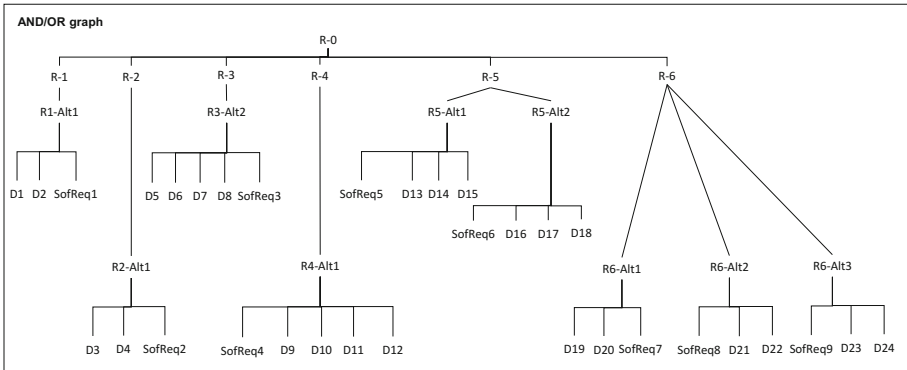 AND/OR graph
R-0
R-1 R-2 R-3 R-4 R-5 R-6
R1-Alt1 R3-Alt2 R5-Alt1 R5-Alt2
D1 D2 SofReq1 D5 D6 D7 D8 SofReq3 SofReq5 D13 D14 D15
SofReq6 D16 D17 D18
R2-Alt1 R4-Alt1 R6-Alt1 R6-Alt2 R6-Alt3
D3 D4 SofReq2 SofReq4 D9 D10 D11 D12 D19 D20 SofReq7 SofReq8 D21 D22 SofReq9 D23 D24